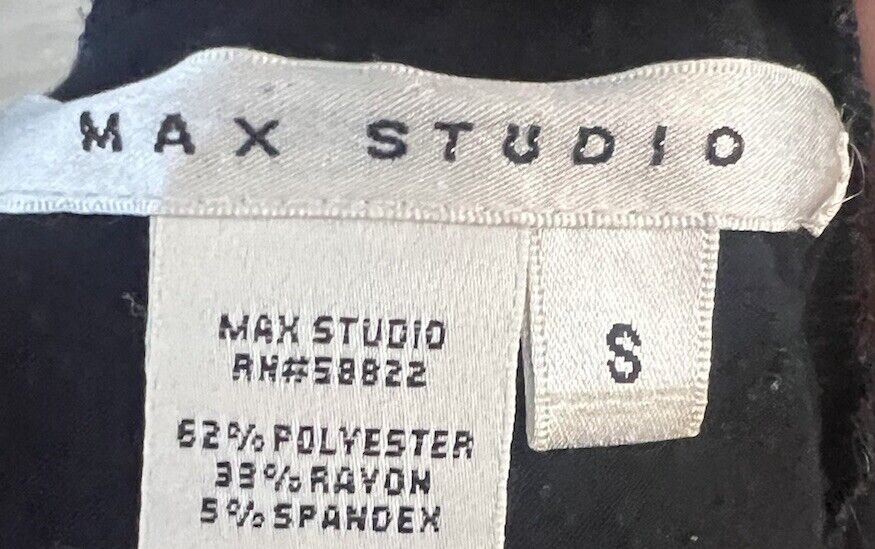 MAX STUDIO
S
MAX STUDIO
RN#58822
62% POLYESTER
33% RAYON
5% SPANDEX